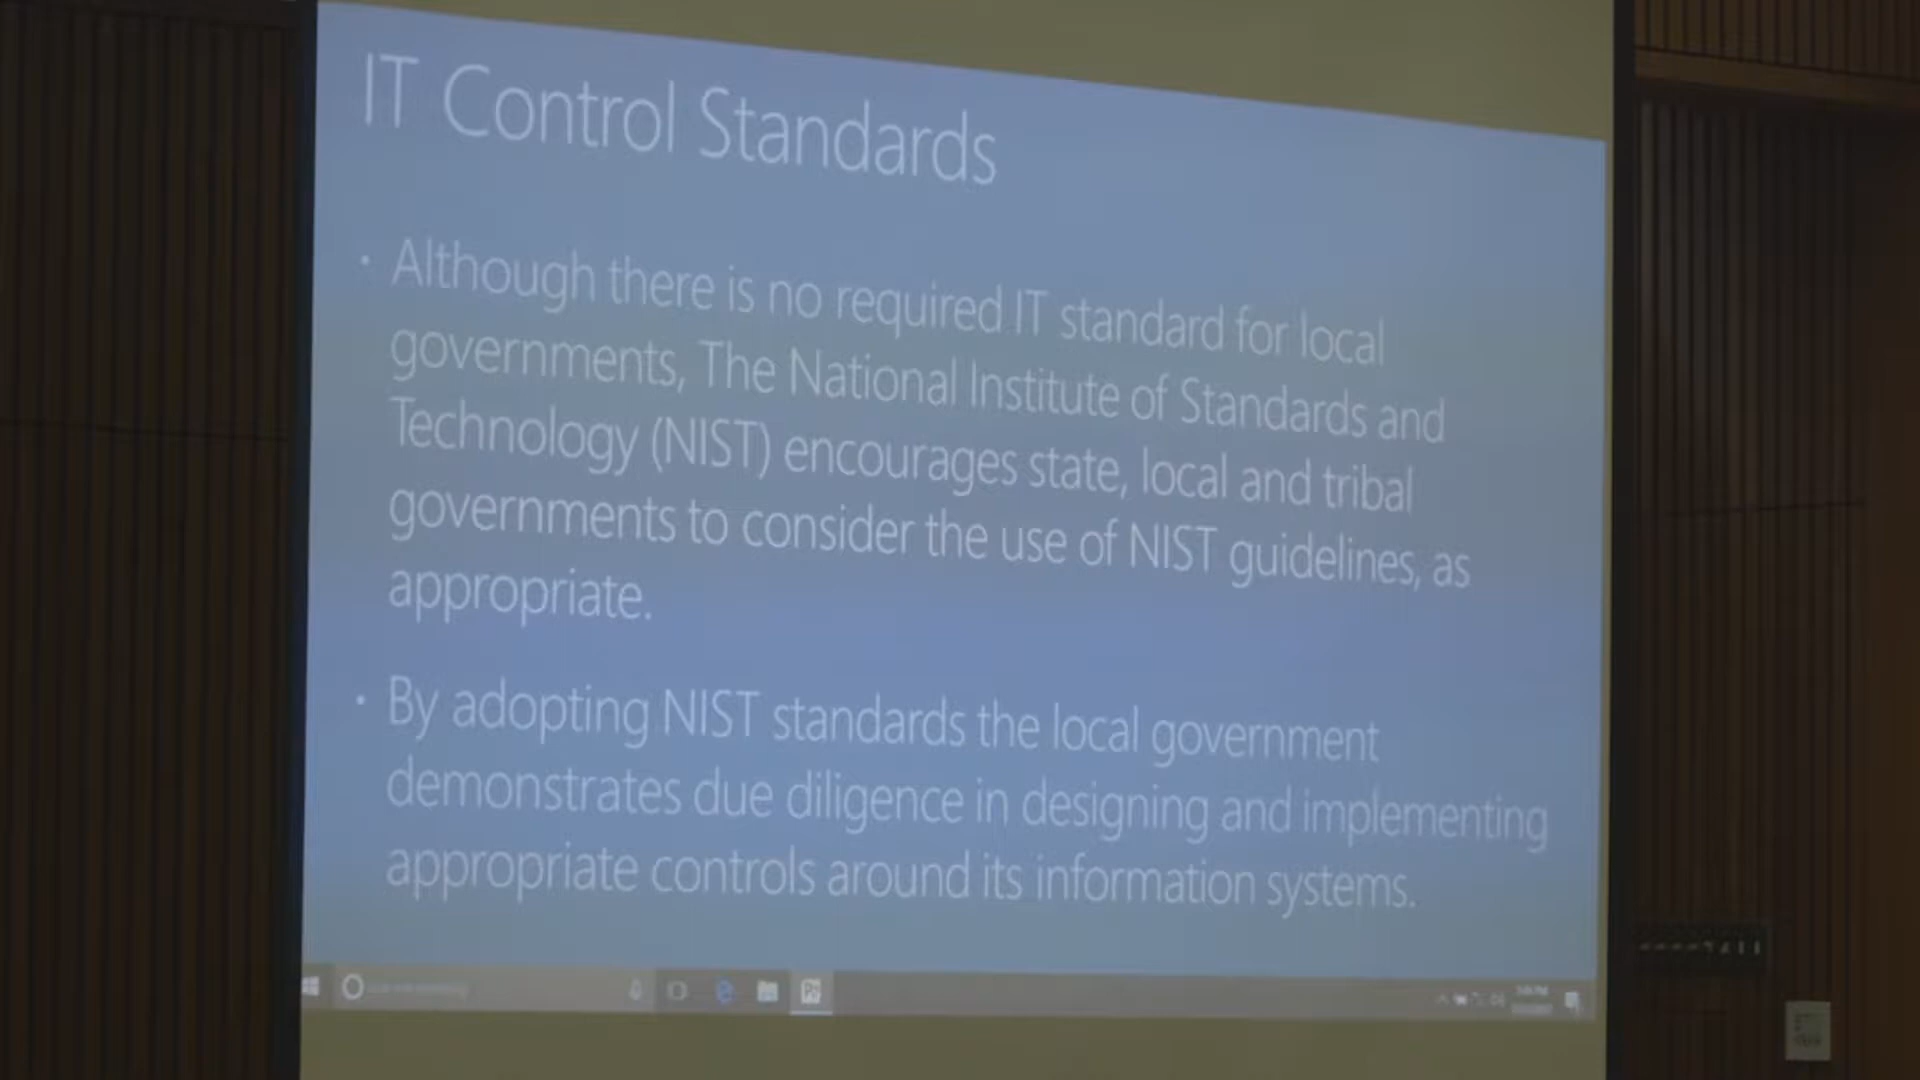 IT Control Standards
• Although there is no required IT standard for local
governments, The National Institute of Standards and
Technology (NIST) encourages state, local and tribal
governments to consider the use of NIST guidelines, as
appropriate.
• By adopting NIST standards the local government
demonstrates due diligence in designing and implementing
appropriate controls around its information systems.